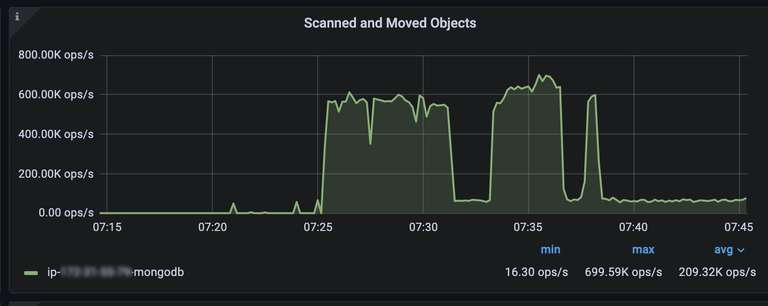 i
Scanned and Moved Objects
800.00K ops/s
600.00K ops/s
400.00K ops/s
200.00K ops/s
0.00 ops/s
07:15 07:20 07:25 07:30 07:35 07:40 07:45
min max avg
ip- -mongodb 16.30 ops/s 699.59K ops/s 209.32K ops/s